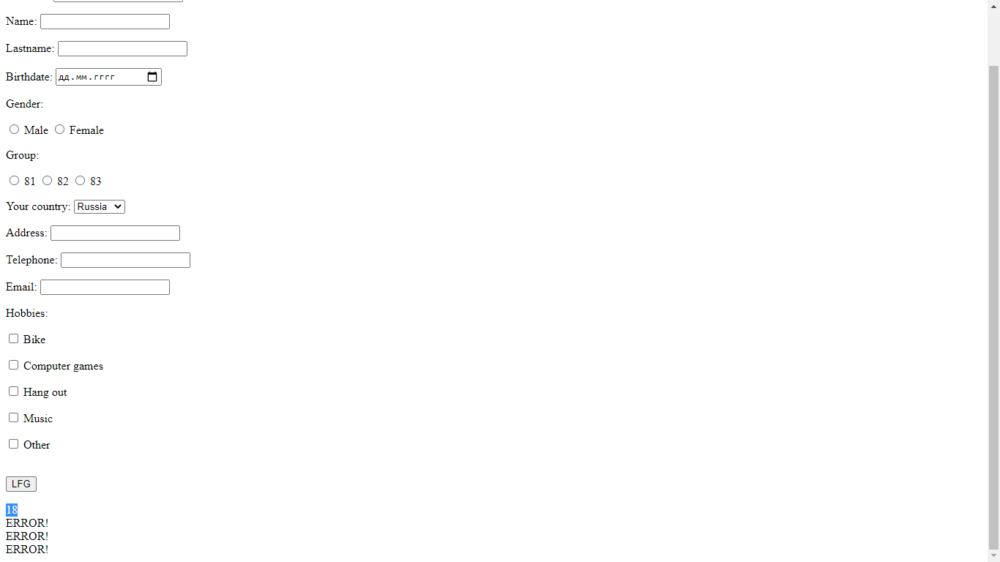 Name:
Lastname:
Birthdate: дд.мм.гггг
Gender:
Male Female
Group:
81 82 83
Your country: Russia
Address:
Telephone:
Email:
Hobbies:
Bike
Computer games
Hang out
Music
Other
LFG
18
ERROR!
ERROR!
ERROR!